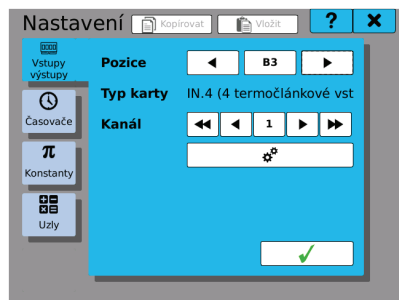 Nastavení Kopírovat Vložit ? ×
Vstupy
výstupy
Pozice B3
Typ karty IN.4 (4 termočlánkové vst
Kanál 1
Časovače
π
Konstanty
Uzly